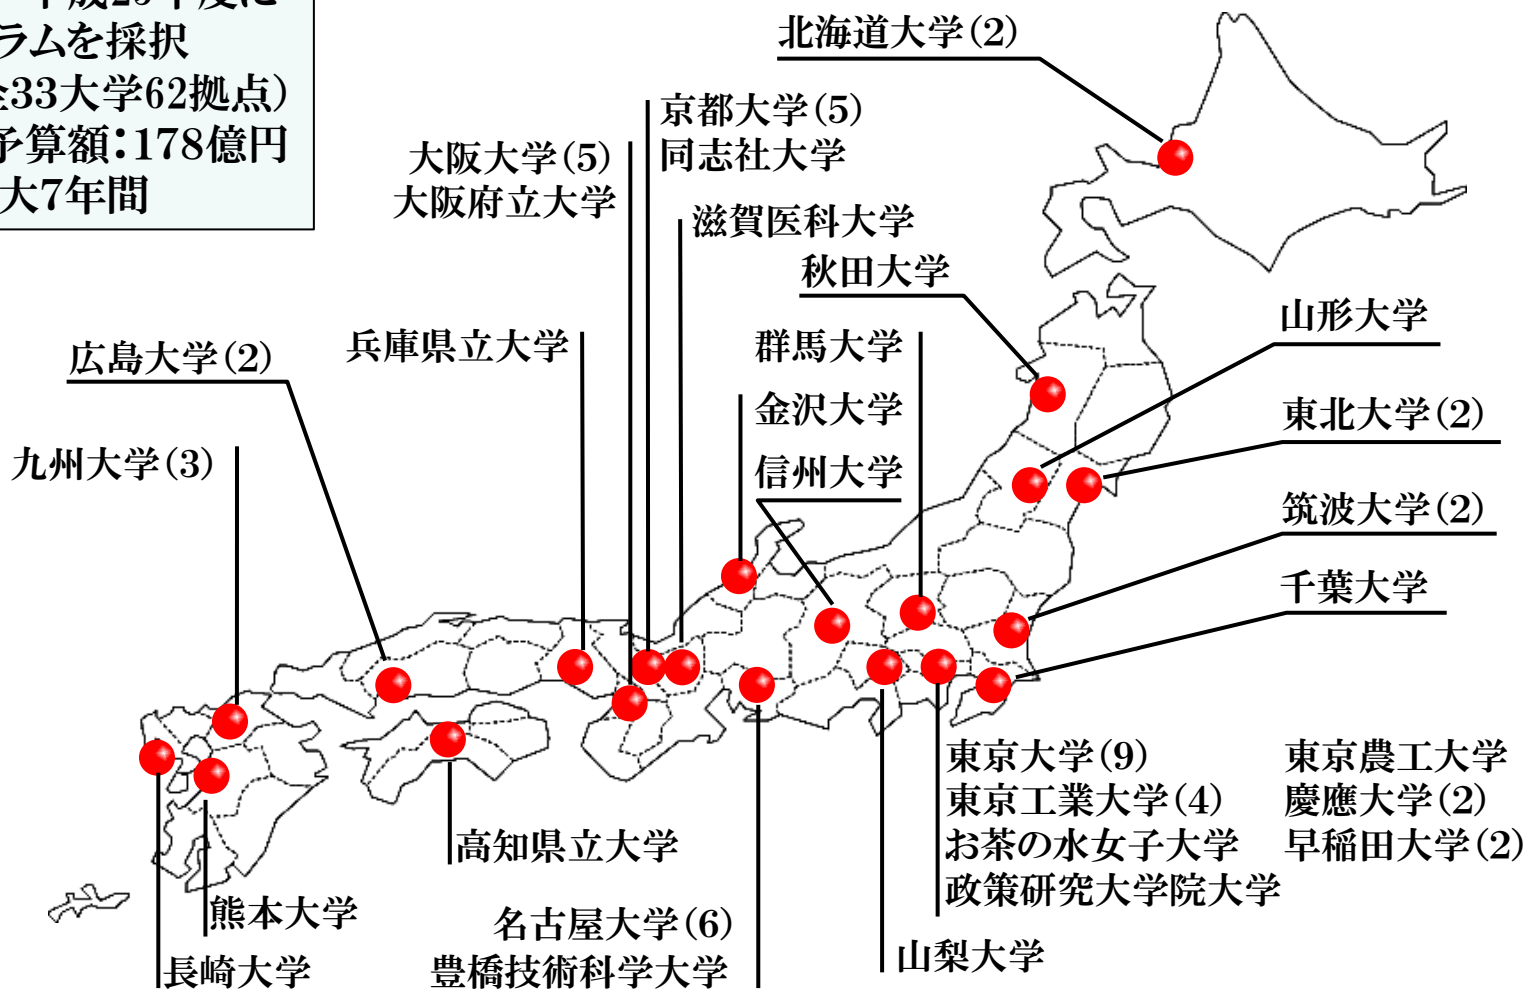 平成25年度に
ラムを採択
全33大学62拠点）
予算額：178億円
大7年間
北海道大学(2)
京都大学(5)
同志社大学
大阪大学(5)
大阪府立大学
滋賀医科大学
秋田大学
山形大学
兵庫県立大学
群馬大学
広島大学(2)
金沢大学
東北大学(2)
九州大学(3)
信州大学
筑波大学(2)
千葉大学
東京大学(9)
東京工業大学(4)
お茶の水女子大学
政策研究大学院大学
東京農工大学
慶應大学(2)
早稲田大学(2)
高知県立大学
熊本大学
長崎大学
名古屋大学(6)
豊橋技術科学大学
山梨大学